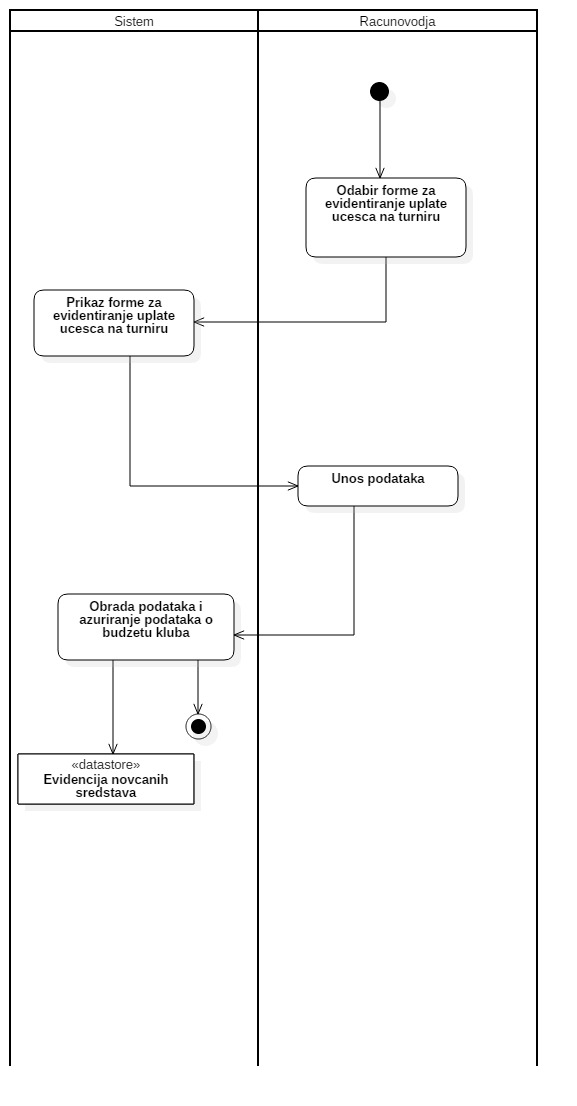 Sistem
Racunovodja
Odabir forme za
evidentiranje uplate
ucesca na turniru
Prikaz forme za
evidentiranje uplate
ucesca na turniru
Unos podataka
Obrada podataka i
azuriranje podataka o
budzetu kluba
«datastore»
Evidencija novcanih
sredstava